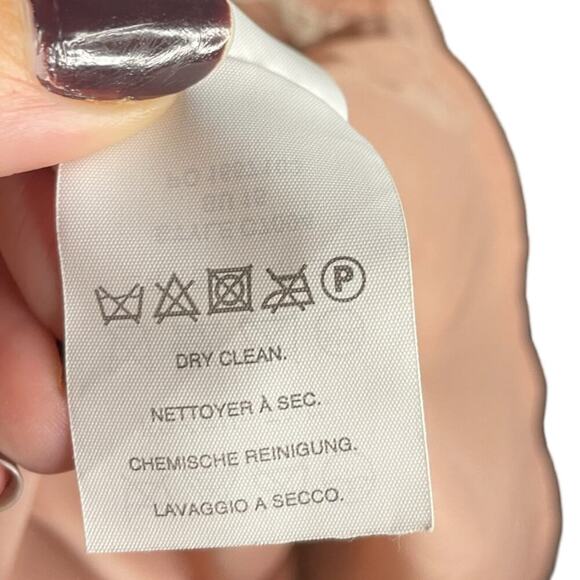 P
DRY CLEAN.
NETTOYER À SEC.
CHEMISCHE REINIGUNG.
LAVAGGIO A SECCO.